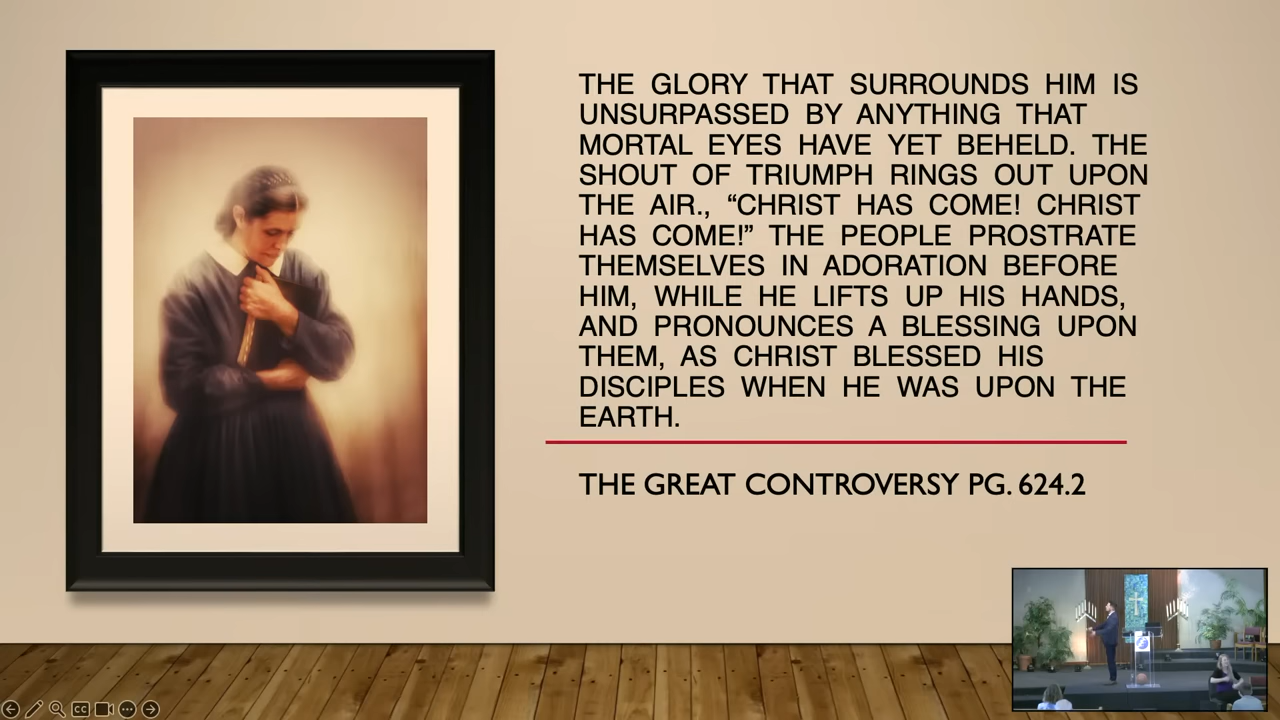 THE GLORY THAT SURROUNDS HIM IS
UNSURPASSED BY ANYTHING THAT
MORTAL EYES HAVE YET BEHELD. THE
SHOUT OF TRIUMPH RINGS OUT UPON
THE AIR., “CHRIST HAS COME! CHRIST
HAS COME!” THE PEOPLE PROSTRATE
THEMSELVES IN ADORATION BEFORE
HIM, WHILE HE LIFTS UP HIS HANDS,
AND PRONOUNCES A BLESSING UPON
THEM, AS CHRIST BLESSED HIS
DISCIPLES WHEN HE WAS UPON THE
EARTH.
THE GREAT CONTROVERSY PG. 624.2
CC